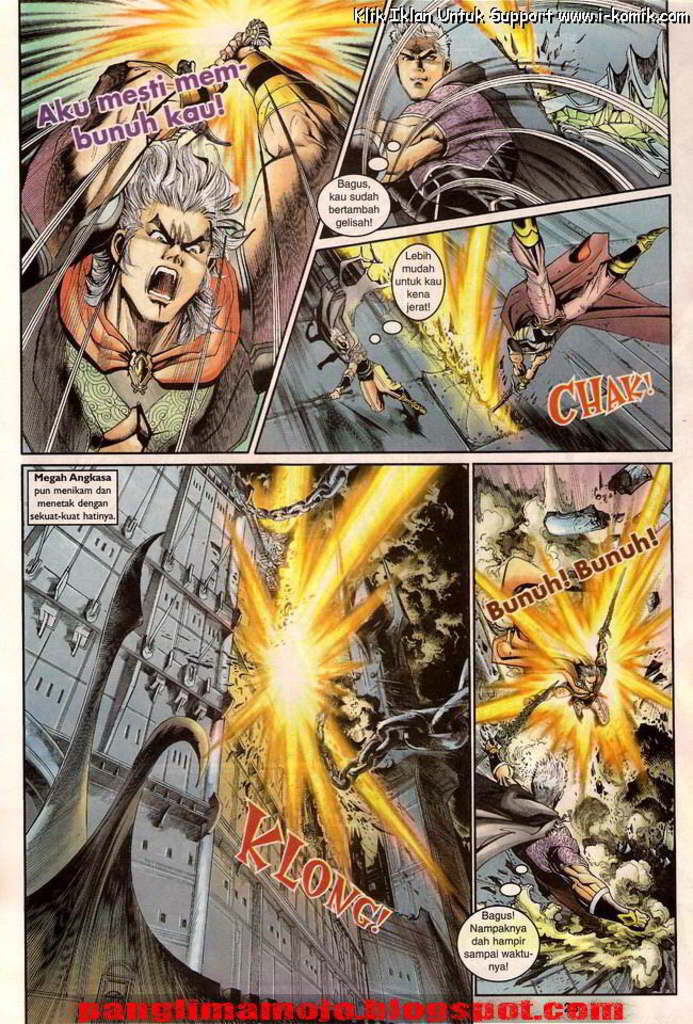 Klik Iklan Untuk Support www.i-komik.com
Aku mesti mem-
bunuh kau!
Bagus,
kau sudah
bertambah
gelisah!
Lebih
mudah
untuk kau
kena
jerat!
CHAK!
Megah Angkasa
pun menikam dan
menetak dengan
sekuat-kuat hatinya.
KLONG!
Bunuh! Bunuh!
Bagus!
Nampaknya
dah hampir
sampai waktu-
nya!
panglimamojo.blogspot.com